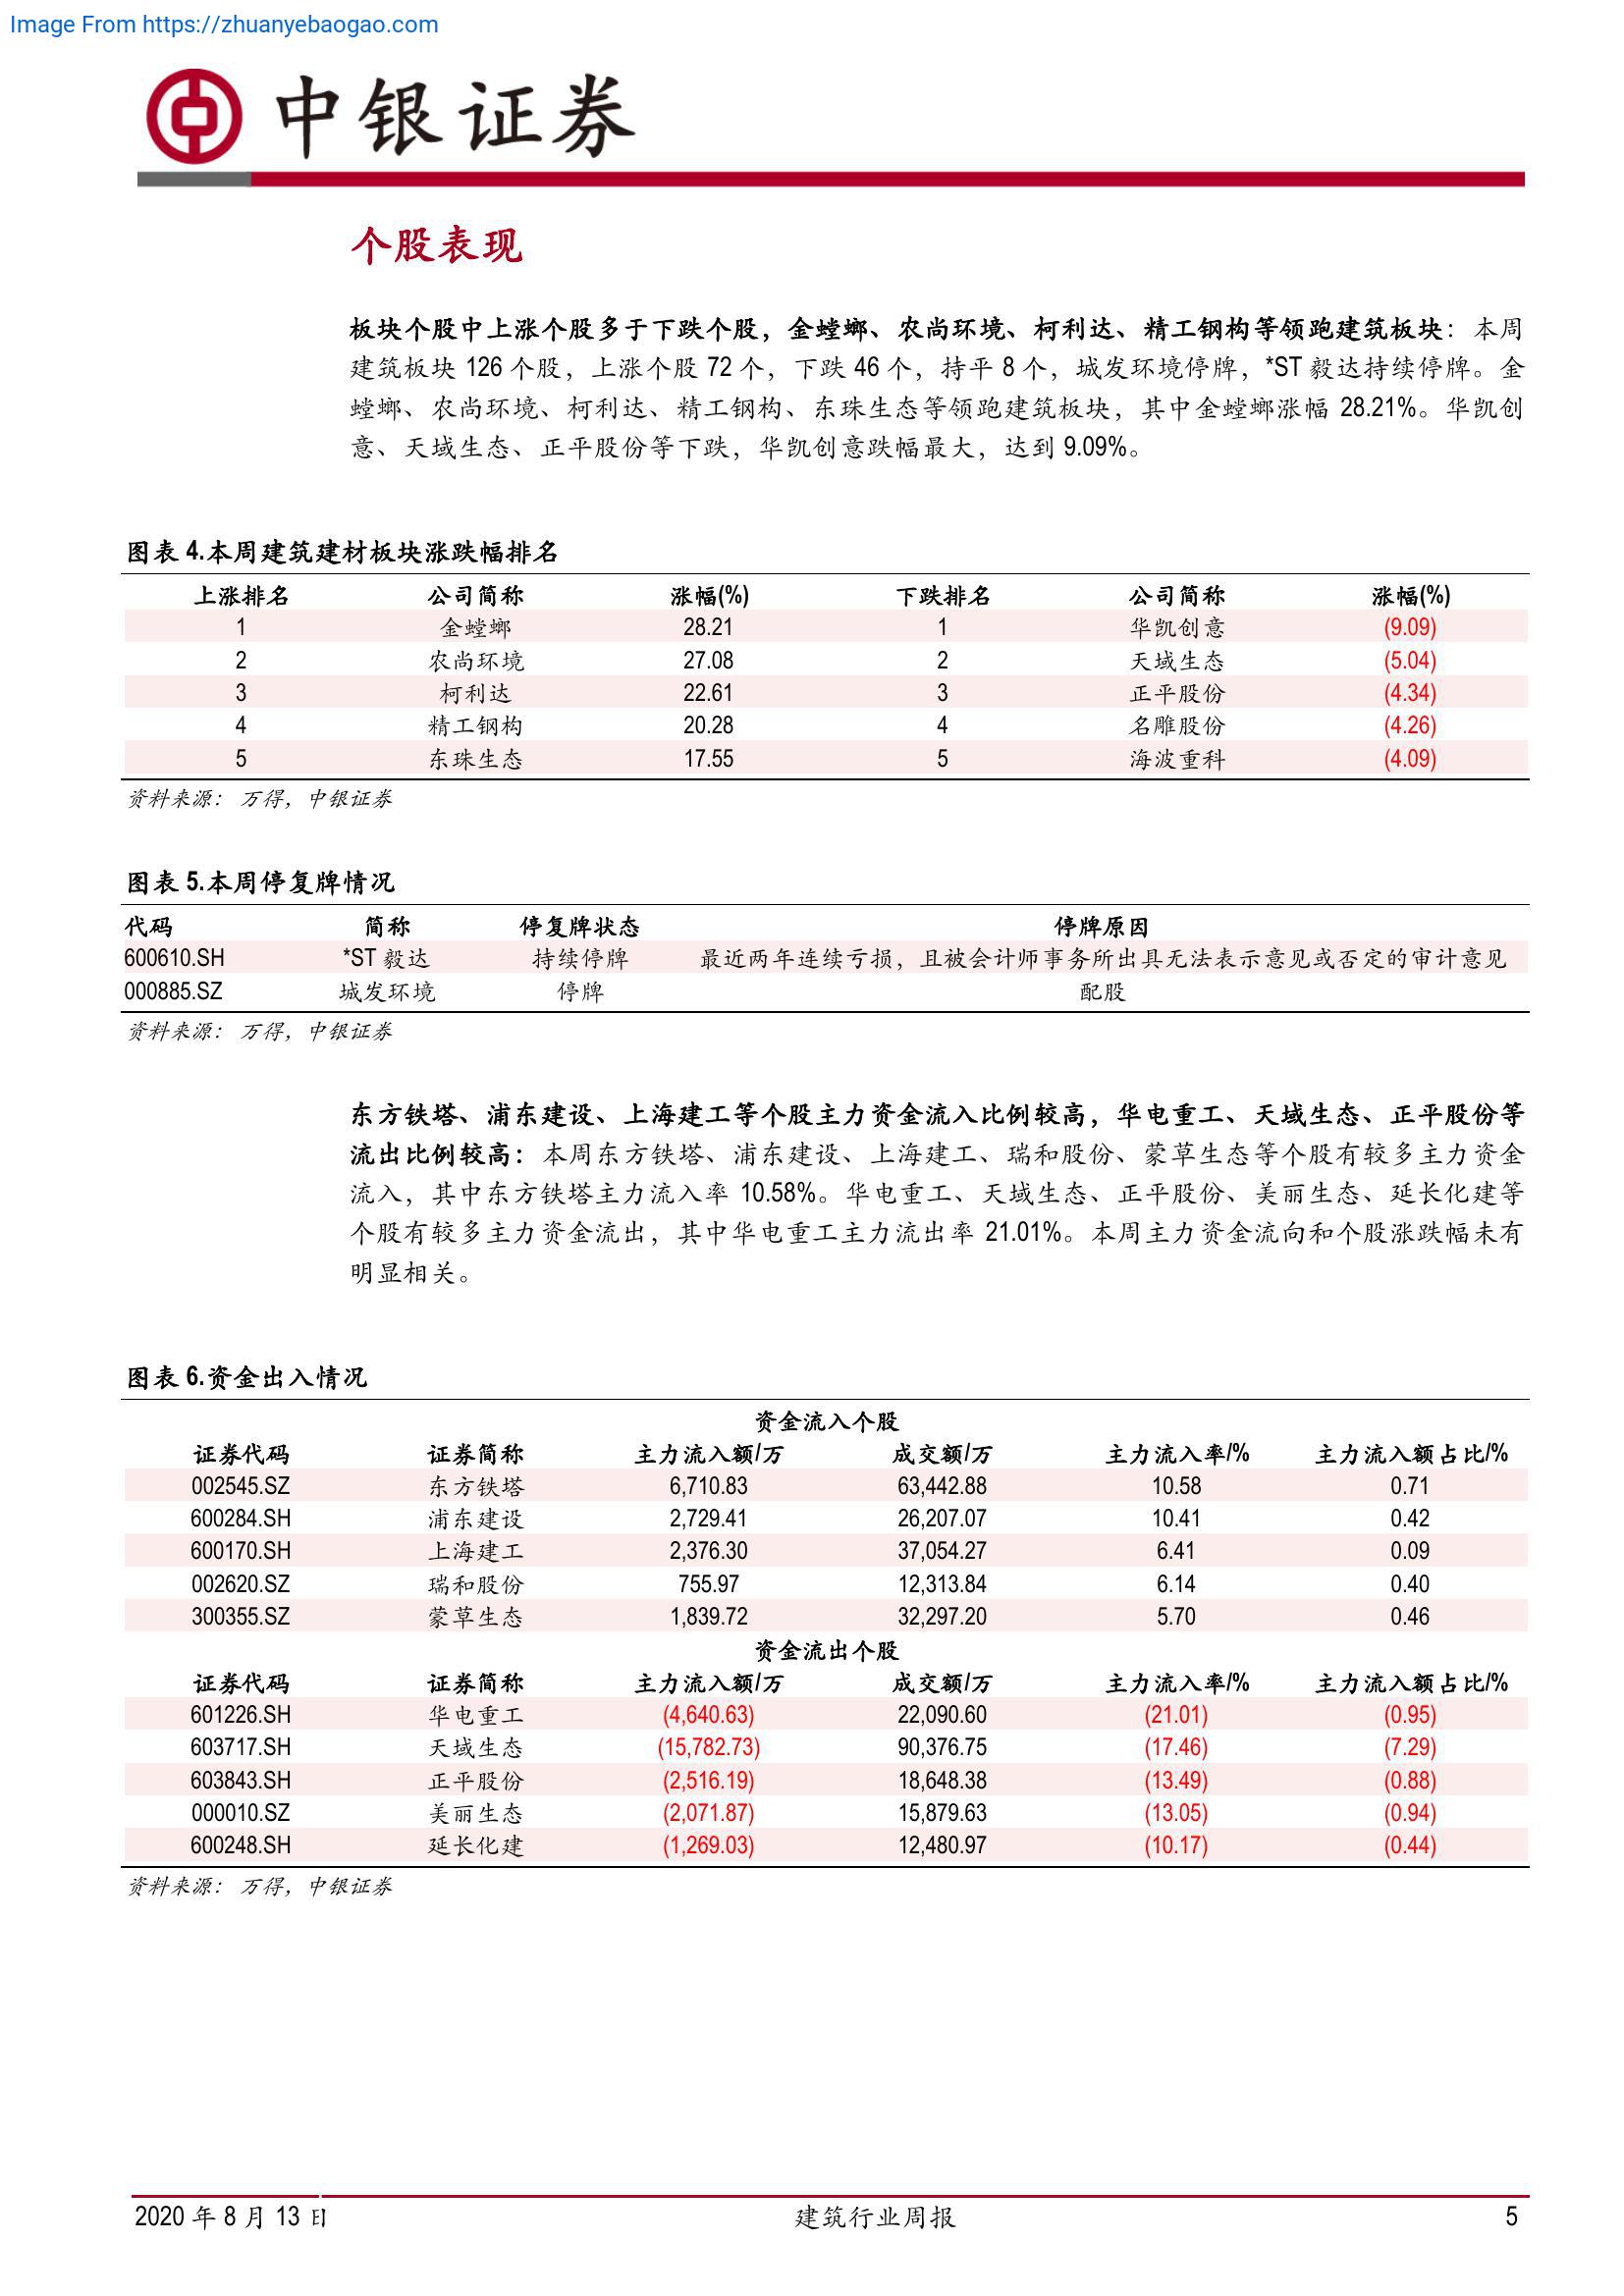 Image From https://zhuanyebaogao.com
中银证券
个股表现
板块个股中上涨个股多于下跌个股，金螳螂、农尚环境、柯利达、精工钢构等领跑建筑板块：本周
建筑板块 126 个股，上涨个股 72 个，下跌 46 个，持平 8 个，城发环境停牌，*ST 毅达持续停牌。金
螳螂、农尚环境、柯利达、精工钢构、东珠生态等领跑建筑板块，其中金螳螂涨幅 28.21%。华凯创
意、天域生态、正平股份等下跌，华凯创意跌幅最大，达到 9.09%。
图表 4.本周建筑建材板块涨跌幅排名
上涨排名 公司简称 涨幅(%) 下跌排名 公司简称 涨幅(%)
1 金螳螂 28.21 1 华凯创意 (9.09)
2 农尚环境 27.08 2 天域生态 (5.04)
3 柯利达 22.61 3 正平股份 (4.34)
4 精工钢构 20.28 4 名雕股份 (4.26)
5 东珠生态 17.55 5 海波重科 (4.09)
资料来源：万得，中银证券
图表 5.本周停复牌情况
代码 简称 停复牌状态 停牌原因
600610.SH *ST 毅达 持续停牌 最近两年连续亏损，且被会计师事务所出具无法表示意见或否定的审计意见
000885.SZ 城发环境 停牌 配股
资料来源：万得，中银证券
东方铁塔、浦东建设、上海建工等个股主力资金流入比例较高，华电重工、天域生态、正平股份等
流出比例较高：本周东方铁塔、浦东建设、上海建工、瑞和股份、蒙草生态等个股有较多主力资金
流入，其中东方铁塔主力流入率 10.58%。华电重工、天域生态、正平股份、美丽生态、延长化建等
个股有较多主力资金流出，其中华电重工主力流出率 21.01%。本周主力资金流向和个股涨跌幅未有
明显相关。
图表 6.资金出入情况
资金流入个股
证券代码 证券简称 主力流入额/万 成交额/万 主力流入率/% 主力流入额占比/%
002545.SZ 东方铁塔 6,710.83 63,442.88 10.58 0.71
600284.SH 浦东建设 2,729.41 26,207.07 10.41 0.42
600170.SH 上海建工 2,376.30 37,054.27 6.41 0.09
002620.SZ 瑞和股份 755.97 12,313.84 6.14 0.40
300355.SZ 蒙草生态 1,839.72 32,297.20 5.70 0.46
资金流出个股
证券代码 证券简称 主力流入额/万 成交额/万 主力流入率/% 主力流入额占比/%
601226.SH 华电重工 (4,640.63) 22,090.60 (21.01) (0.95)
603717.SH 天域生态 (15,782.73) 90,376.75 (17.46) (7.29)
603843.SH 正平股份 (2,516.19) 18,648.38 (13.49) (0.88)
000010.SZ 美丽生态 (2,071.87) 15,879.63 (13.05) (0.94)
600248.SH 延长化建 (1,269.03) 12,480.97 (10.17) (0.44)
资料来源：万得，中银证券
2020 年 8 月 13 日 建筑行业周报 5